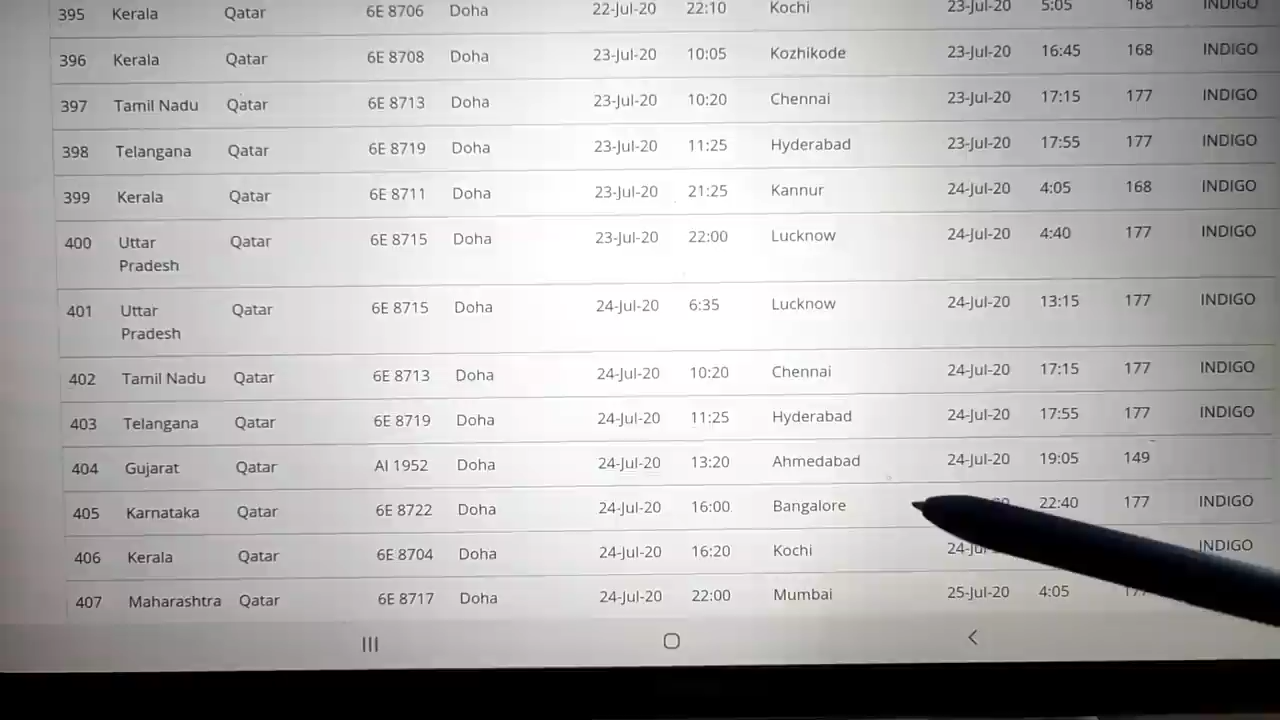 395 Kerala Qatar 6E 8706 Doha 22-Jul-20 22:10 Kochi 23-Jul-20 5:05 168 INDIGO
396 Kerala Qatar 6E 8708 Doha 23-Jul-20 10:05 Kozhikode 23-Jul-20 16:45 168 INDIGO
397 Tamil Nadu Qatar 6E 8713 Doha 23-Jul-20 10:20 Chennai 23-Jul-20 17:15 177 INDIGO
398 Telangana Qatar 6E 8719 Doha 23-Jul-20 11:25 Hyderabad 23-Jul-20 17:55 177 INDIGO
399 Kerala Qatar 6E 8711 Doha 23-Jul-20 21:25 Kannur 24-Jul-20 4:05 168 INDIGO
400 Uttar Qatar 6E 8715 Doha 23-Jul-20 22:00 Lucknow 24-Jul-20 4:40 177 INDIGO
Pradesh
401 Uttar Qatar 6E 8715 Doha 24-Jul-20 6:35 Lucknow 24-Jul-20 13:15 177 INDIGO
Pradesh
402 Tamil Nadu Qatar 6E 8713 Doha 24-Jul-20 10:20 Chennai 24-Jul-20 17:15 177 INDIGO
403 Telangana Qatar 6E 8719 Doha 24-Jul-20 11:25 Hyderabad 24-Jul-20 17:55 177 INDIGO
404 Gujarat Qatar AI 1952 Doha 24-Jul-20 13:20 Ahmedabad 24-Jul-20 19:05 149
405 Karnataka Qatar 6E 8722 Doha 24-Jul-20 16:00 Bangalore 22:40 177 INDIGO
406 Kerala Qatar 6E 8704 Doha 24-Jul-20 16:20 Kochi INDIGO
407 Maharashtra Qatar 6E 8717 Doha 24-Jul-20 22:00 Mumbai 25-Jul-20 4:05